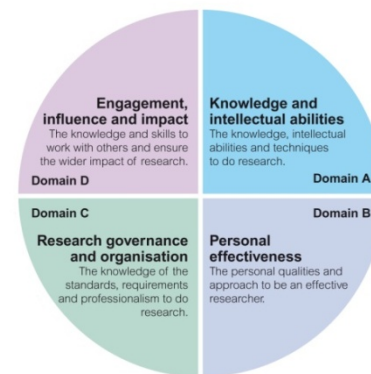 Engagement,
influence and impact
The knowledge and skills to
work with others and ensure
the wider impact of research.
Domain D
Knowledge and
intellectual abilities
The knowledge, intellectual
abilities and techniques
to do research.
Domain A
Domain C
Research governance
and organisation
The knowledge of the
standards, requirements
and professionalism to do
research.
Domain B
Personal
effectiveness
The personal qualities and
approach to be an effective
researcher.